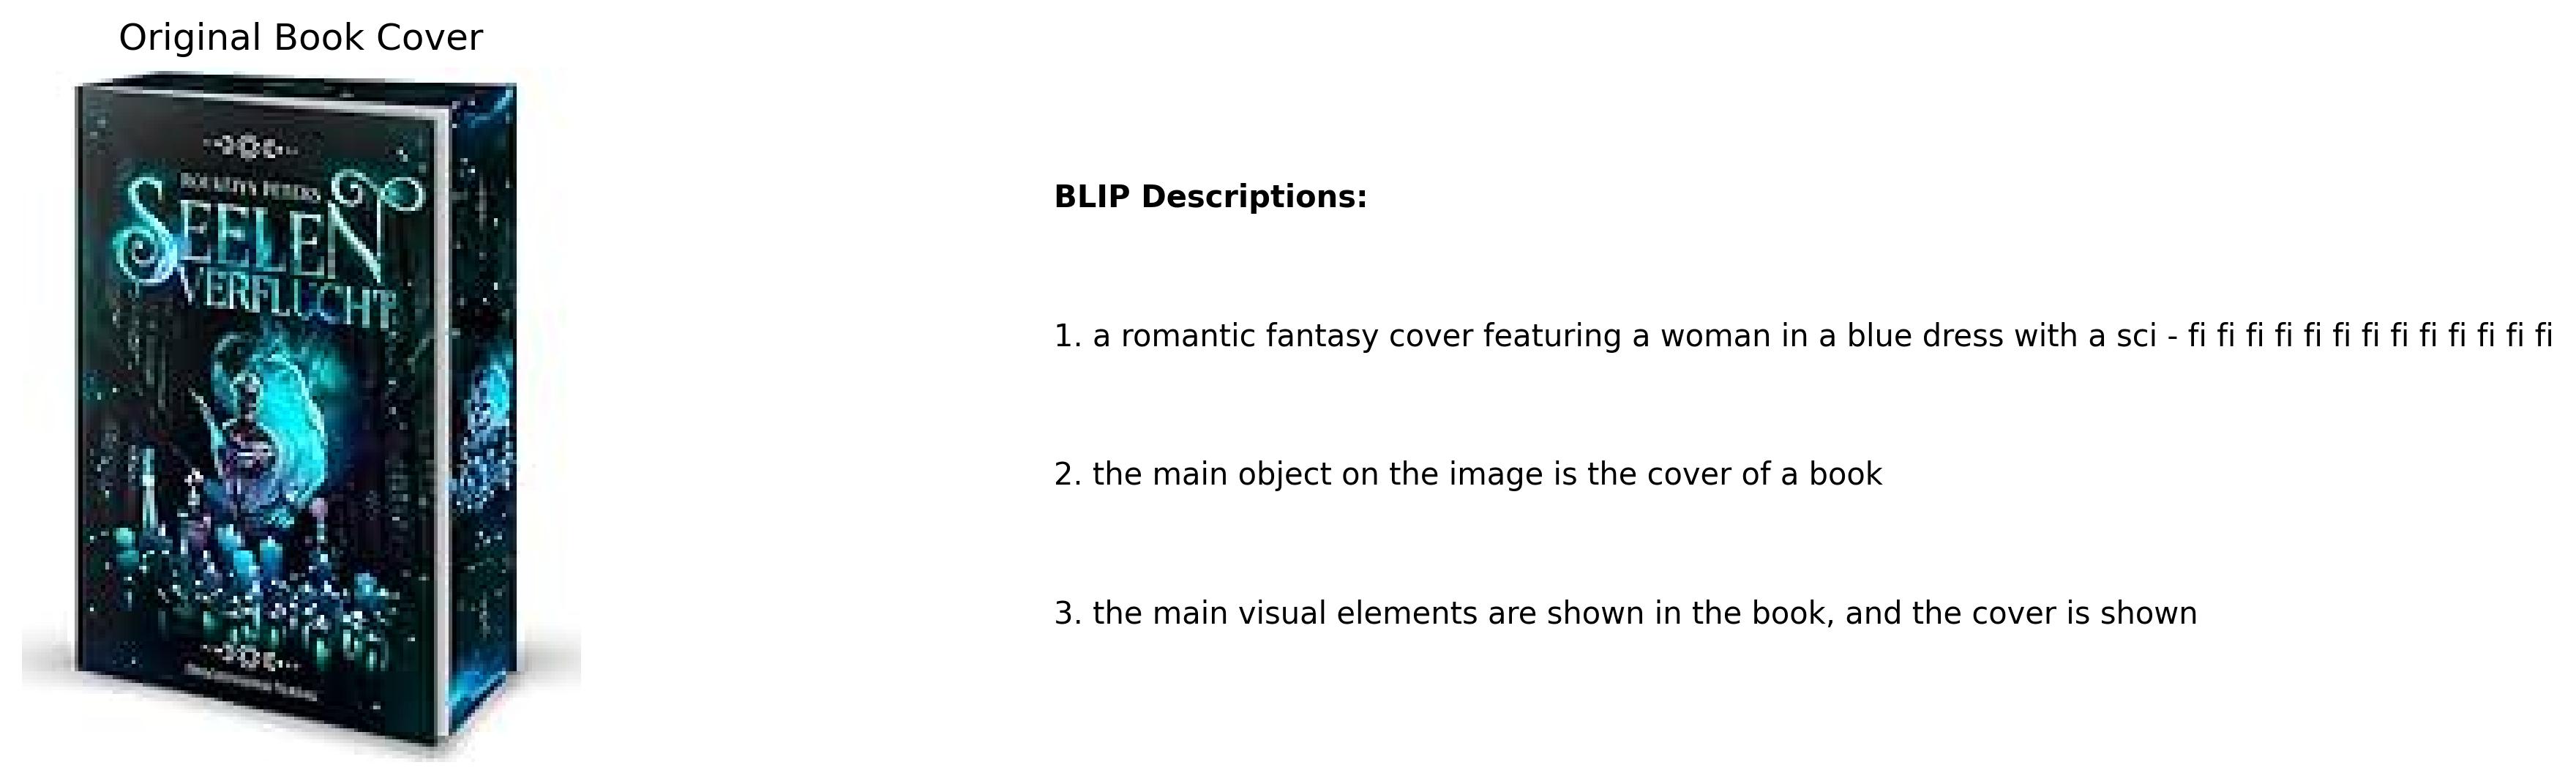 Original Book Cover
SEELEN
VERFLUCHT
BLIP Descriptions:
1. a romantic fantasy cover featuring a woman in a blue dress with a sci - fi fi fi fi fi fi fi fi fi fi fi fi fi
2. the main object on the image is the cover of a book
3. the main visual elements are shown in the book, and the cover is shown